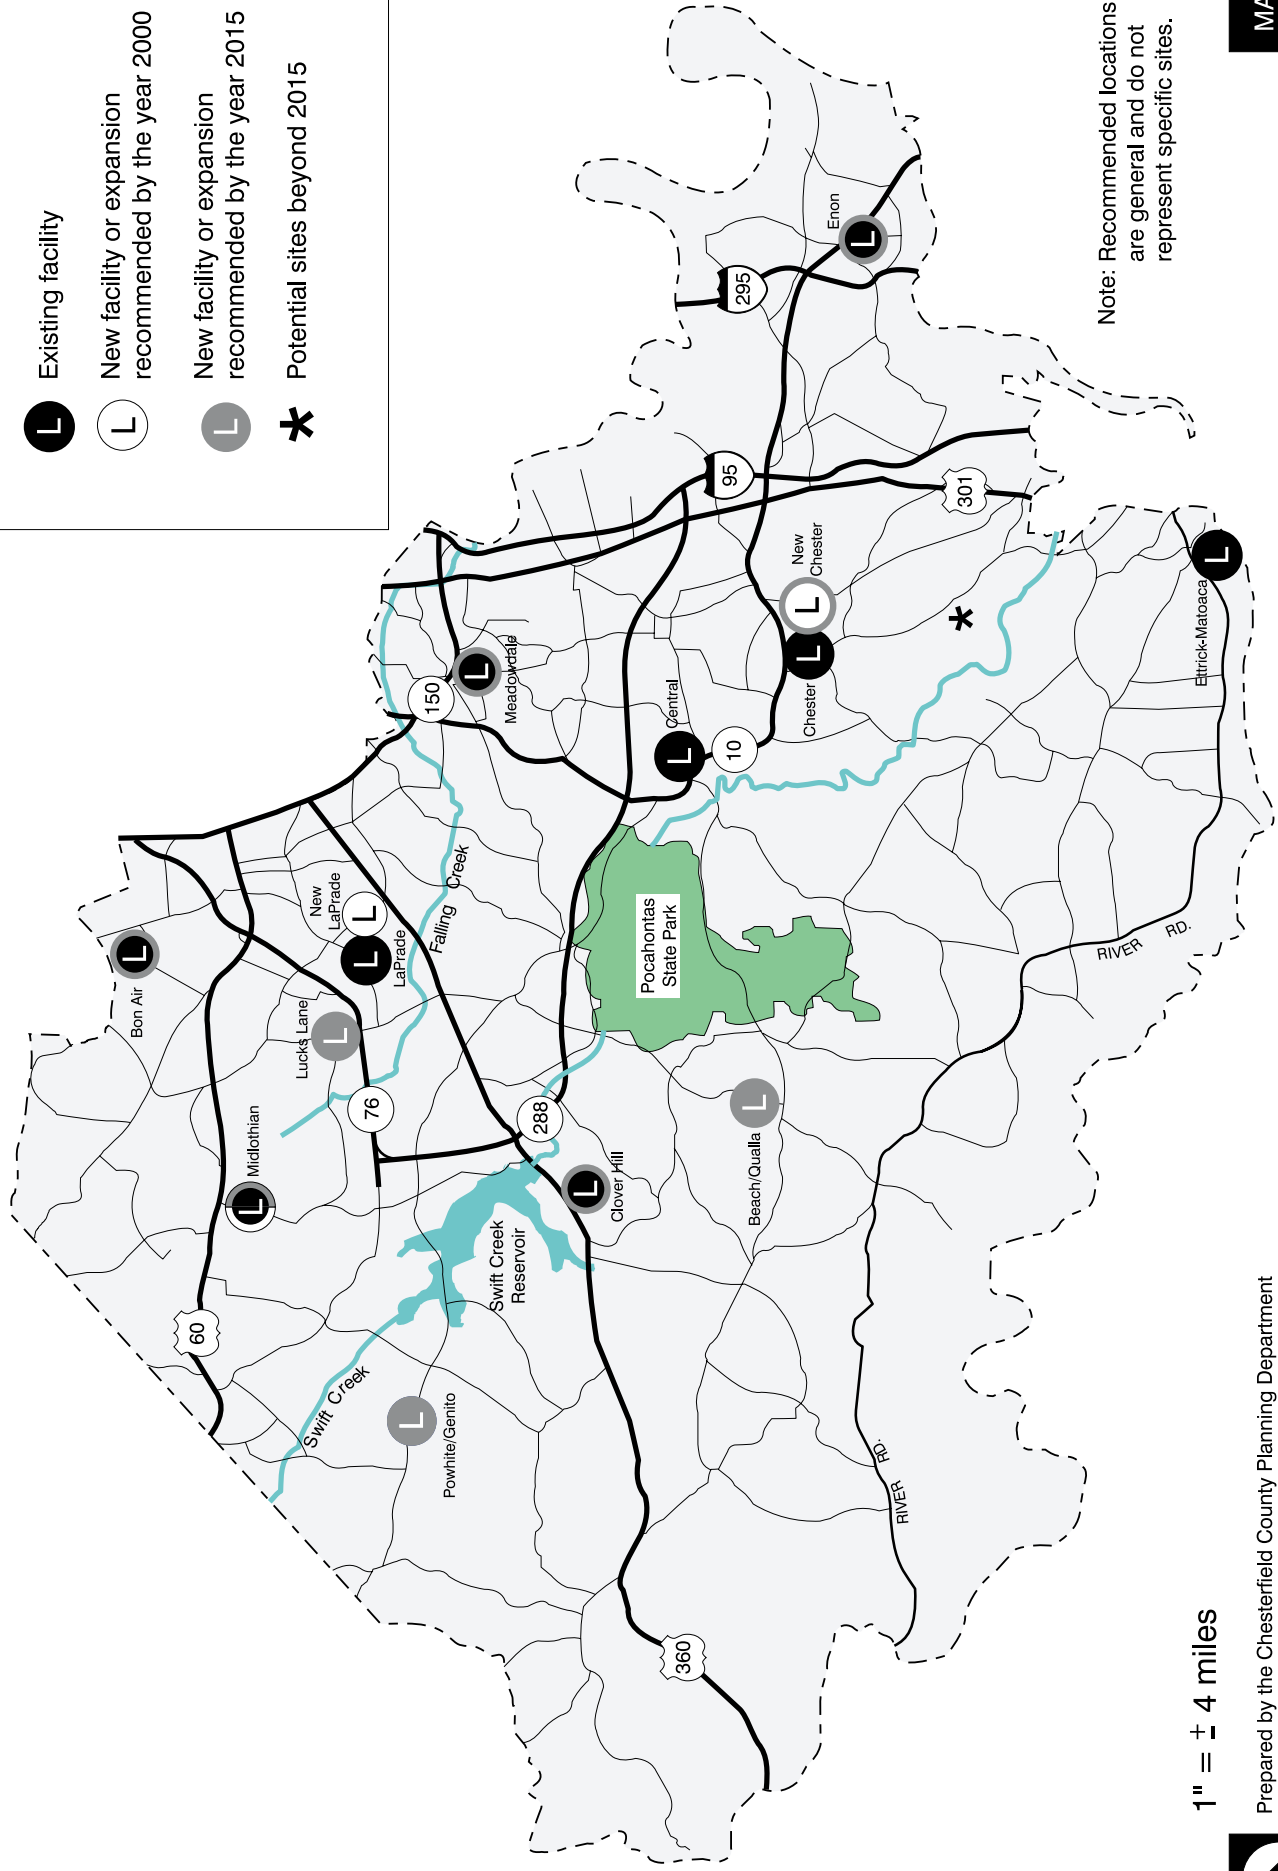 L Existing facility
L New facility or expansion
recommended by the year 2000
L New facility or expansion
recommended by the year 2015
* Potential sites beyond 2015
Bon Air
L
60
Midlothian
L
Lucks Lane
L
New
LaPrade
L
L
LaPrade
76
Swift Creek
Falling Creek
Powhite/Genito
L
150
L
Meadowdale
Swift Creek
Reservoir
288
L
Clover Hill
Pocahontas
State Park
Central
L
360
95
295
10
Beach/Qualla
L
New
Chester
L
L
Chester
Enon
L
301
*
RIVER RD.
RIVER RD.
Ettrick-Matoaca
L
Note: Recommended locations
are general and do not
represent specific sites.
1" = ± 4 miles
Prepared by the Chesterfield County Planning Department
MA